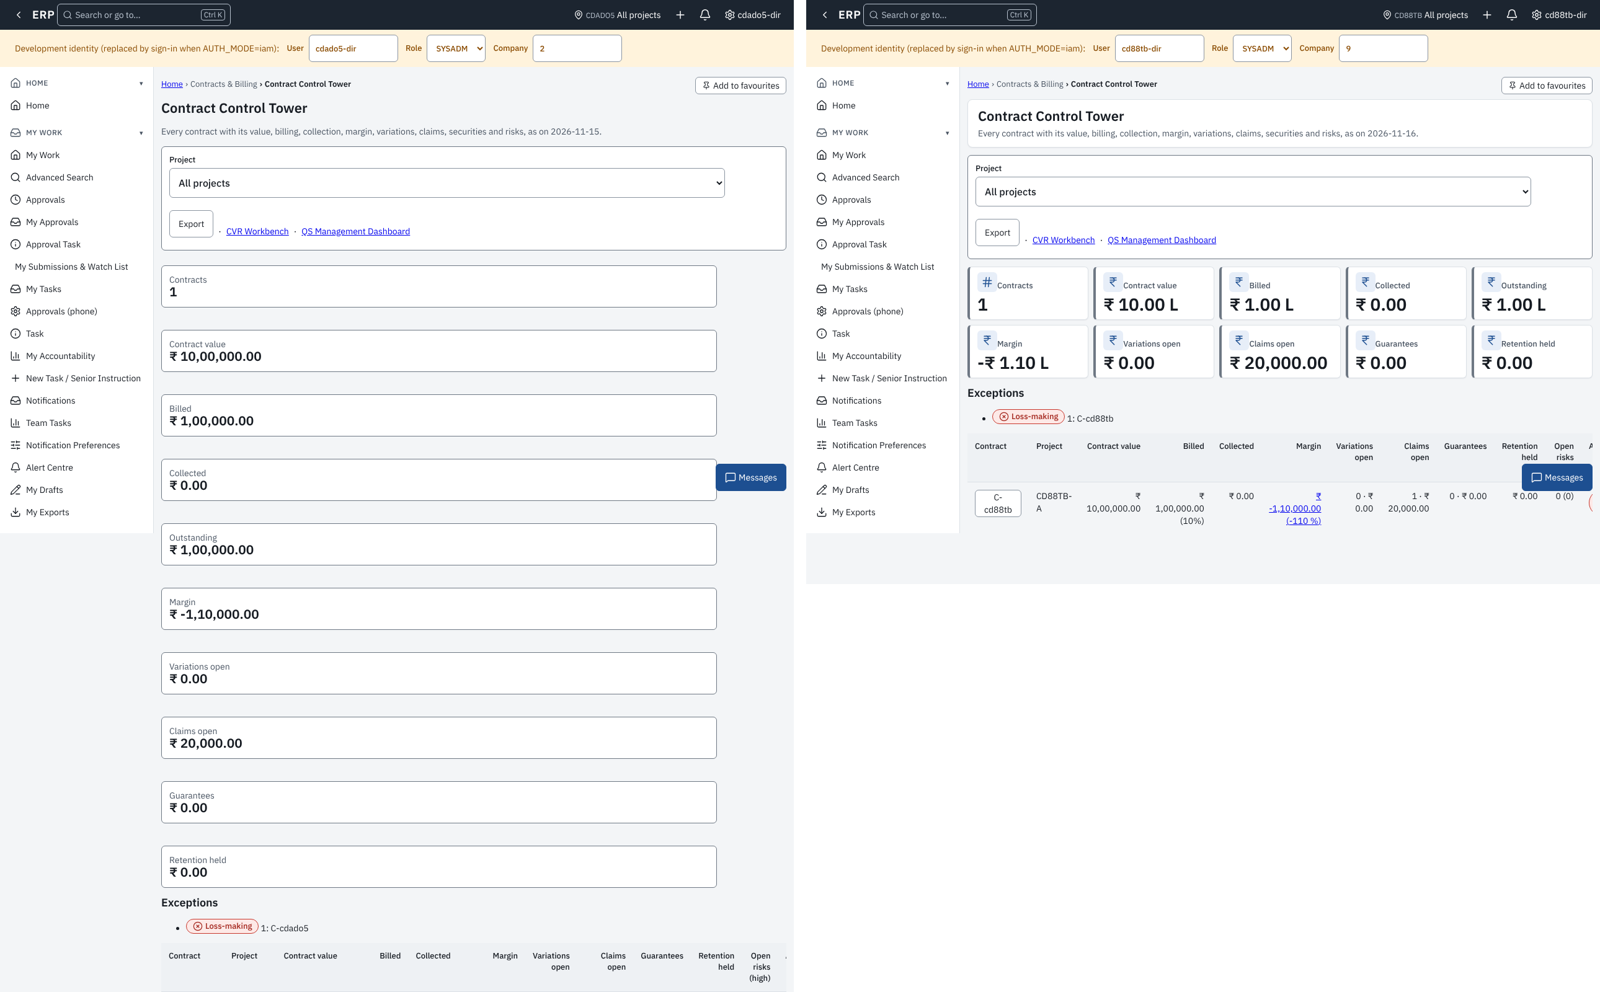 ERP
Search or go to...
Ctrl K
CDADO5 All projects
cdado5-dir
Development identity (replaced by sign-in when AUTH_MODE=iam):
User
cdado5-dir
Role
SYSADM
Company
2
HOME
Home
MY WORK
My Work
Advanced Search
Approvals
My Approvals
Approval Task
My Submissions & Watch List
My Tasks
Approvals (phone)
Task
My Accountability
New Task / Senior Instruction
Notifications
Team Tasks
Notification Preferences
Alert Centre
My Drafts
My Exports
Home › Contracts & Billing › Contract Control Tower
Add to favourites
Contract Control Tower
Every contract with its value, billing, collection, margin, variations, claims, securities and risks, as on 2026-11-15.
Project
All projects
Export
· CVR Workbench · QS Management Dashboard
Contracts
1
Contract value
₹ 10,00,000.00
Billed
₹ 1,00,000.00
Collected
₹ 0.00
Messages
Outstanding
₹ 1,00,000.00
Margin
₹ -1,10,000.00
Variations open
₹ 0.00
Claims open
₹ 20,000.00
Guarantees
₹ 0.00
Retention held
₹ 0.00
Exceptions
Loss-making 1: C-cdado5
Contract
Project
Contract value
Billed
Collected
Margin
Variations
open
Claims
open
Guarantees
Retention
held
Open
risks
(high)
ERP
Search or go to...
Ctrl K
CD88TB All projects
cd88tb-dir
Development identity (replaced by sign-in when AUTH_MODE=iam):
User
cd88tb-dir
Role
SYSADM
Company
9
HOME
Home
MY WORK
My Work
Advanced Search
Approvals
My Approvals
Approval Task
My Submissions & Watch List
My Tasks
Approvals (phone)
Task
My Accountability
New Task / Senior Instruction
Notifications
Team Tasks
Notification Preferences
Alert Centre
My Drafts
My Exports
Home › Contracts & Billing › Contract Control Tower
Add to favourites
Contract Control Tower
Every contract with its value, billing, collection, margin, variations, claims, securities and risks, as on 2026-11-16.
Project
All projects
Export
· CVR Workbench · QS Management Dashboard
# Contracts
1
₹ Contract value
₹ 10.00 L
₹ Billed
₹ 1.00 L
₹ Collected
₹ 0.00
₹ Outstanding
₹ 1.00 L
₹ Margin
-₹ 1.10 L
₹ Variations open
₹ 0.00
₹ Claims open
₹ 20,000.00
₹ Guarantees
₹ 0.00
₹ Retention held
₹ 0.00
Exceptions
Loss-making 1: C-cd88tb
Contract
Project
Contract value
Billed
Collected
Margin
Variations
open
Claims
open
Guarantees
Retention
held
Open
risks
Messages
C-
cd88tb
CD88TB-
A
₹
10,00,000.00
₹
1,00,000.00
(10%)
₹ 0.00
₹
-1,10,000.00
(-110 %)
0 · ₹
0.00
1 · ₹
20,000.00
0 · ₹ 0.00
₹ 0.00
0 (0)